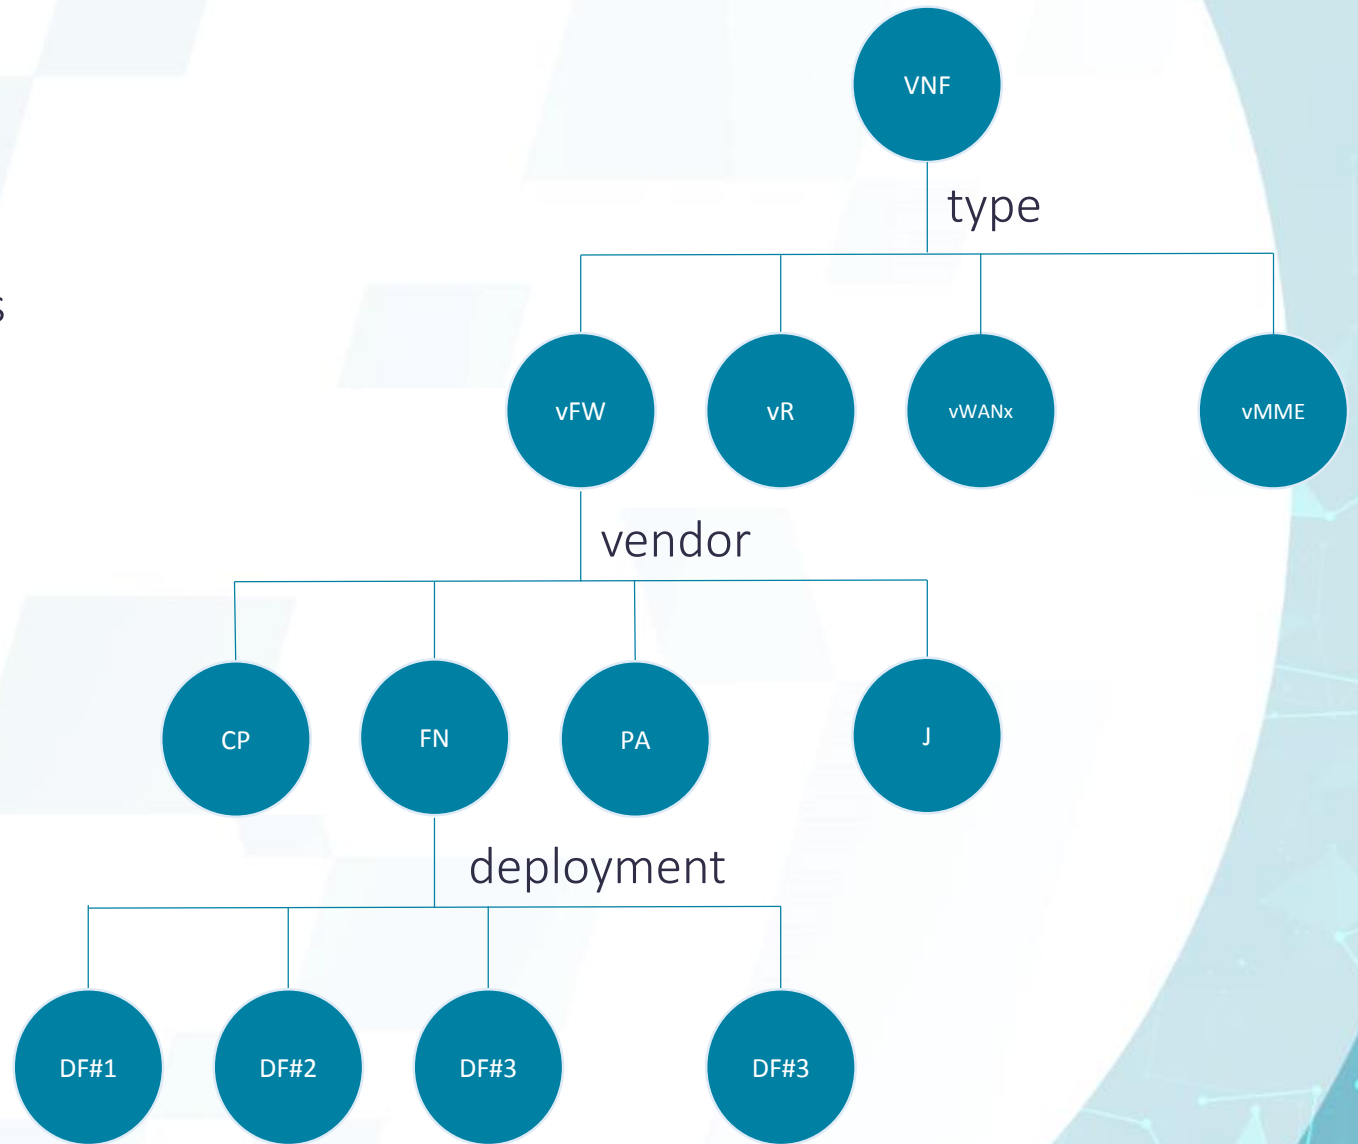 VNF
type
s
vFW
vR
vWANx
vMME
vendor
CP
FN
PA
J
deployment
DF#1
DF#2
DF#3
DF#3